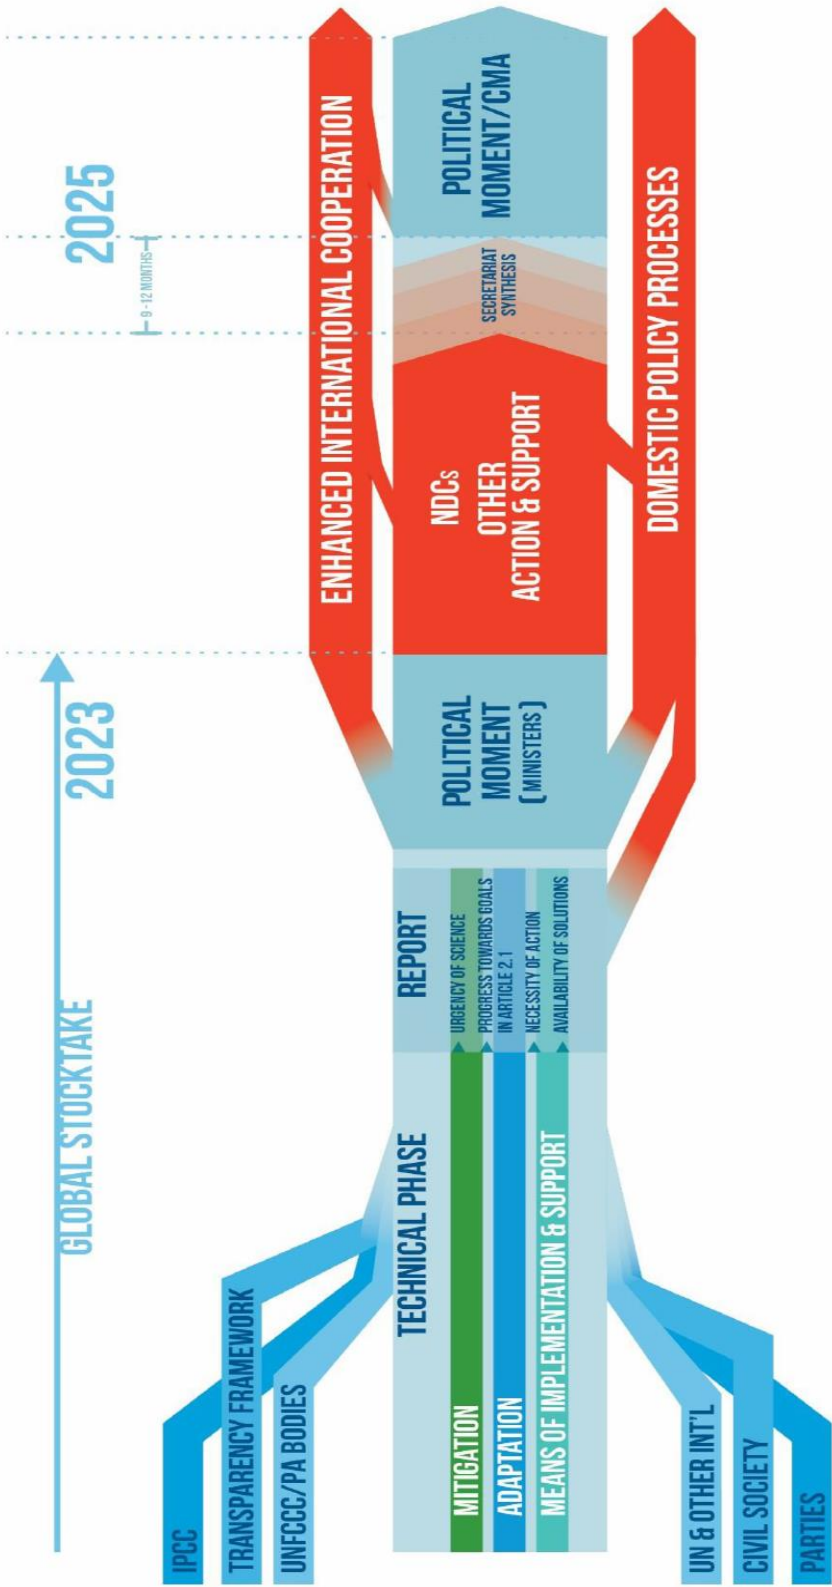 GLOBAL STOCKTAKE
2023
2025
9 - 12 MONTHS
IPCC
TRANSPARENCY FRAMEWORK
UNFCCC/PA BODIES
ENHANCED INTERNATIONAL COOPERATION
TECHNICAL PHASE
MITIGATION
ADAPTATION
MEANS OF IMPLEMENTATION & SUPPORT
REPORT
URGENCY OF SCIENCE
PROGRESS TOWARDS GOALS
IN ARTICLE 2.1
NECESSITY OF ACTION
AVAILABILITY OF SOLUTIONS
POLITICAL
MOMENT
(MINISTERS)
NDCs
OTHER
ACTION & SUPPORT
SECRETARIAT
SYNTHESIS
POLITICAL
MOMENT/CMA
DOMESTIC POLICY PROCESSES
UN & OTHER INT'L
CIVIL SOCIETY
PARTIES